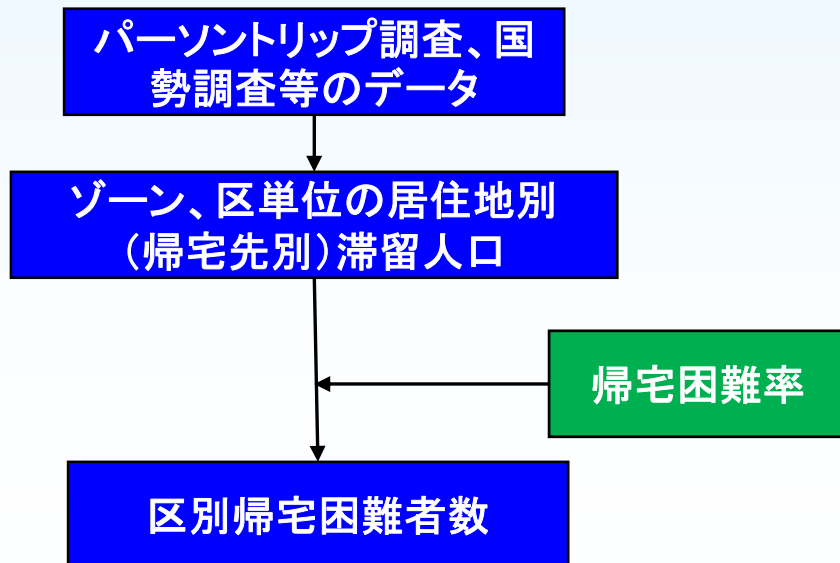 パーソントリップ調査、国
勢調査等のデータ
ゾーン、区単位の居住地別
（帰宅先別）滞留人口
帰宅困難率
区別帰宅困難者数